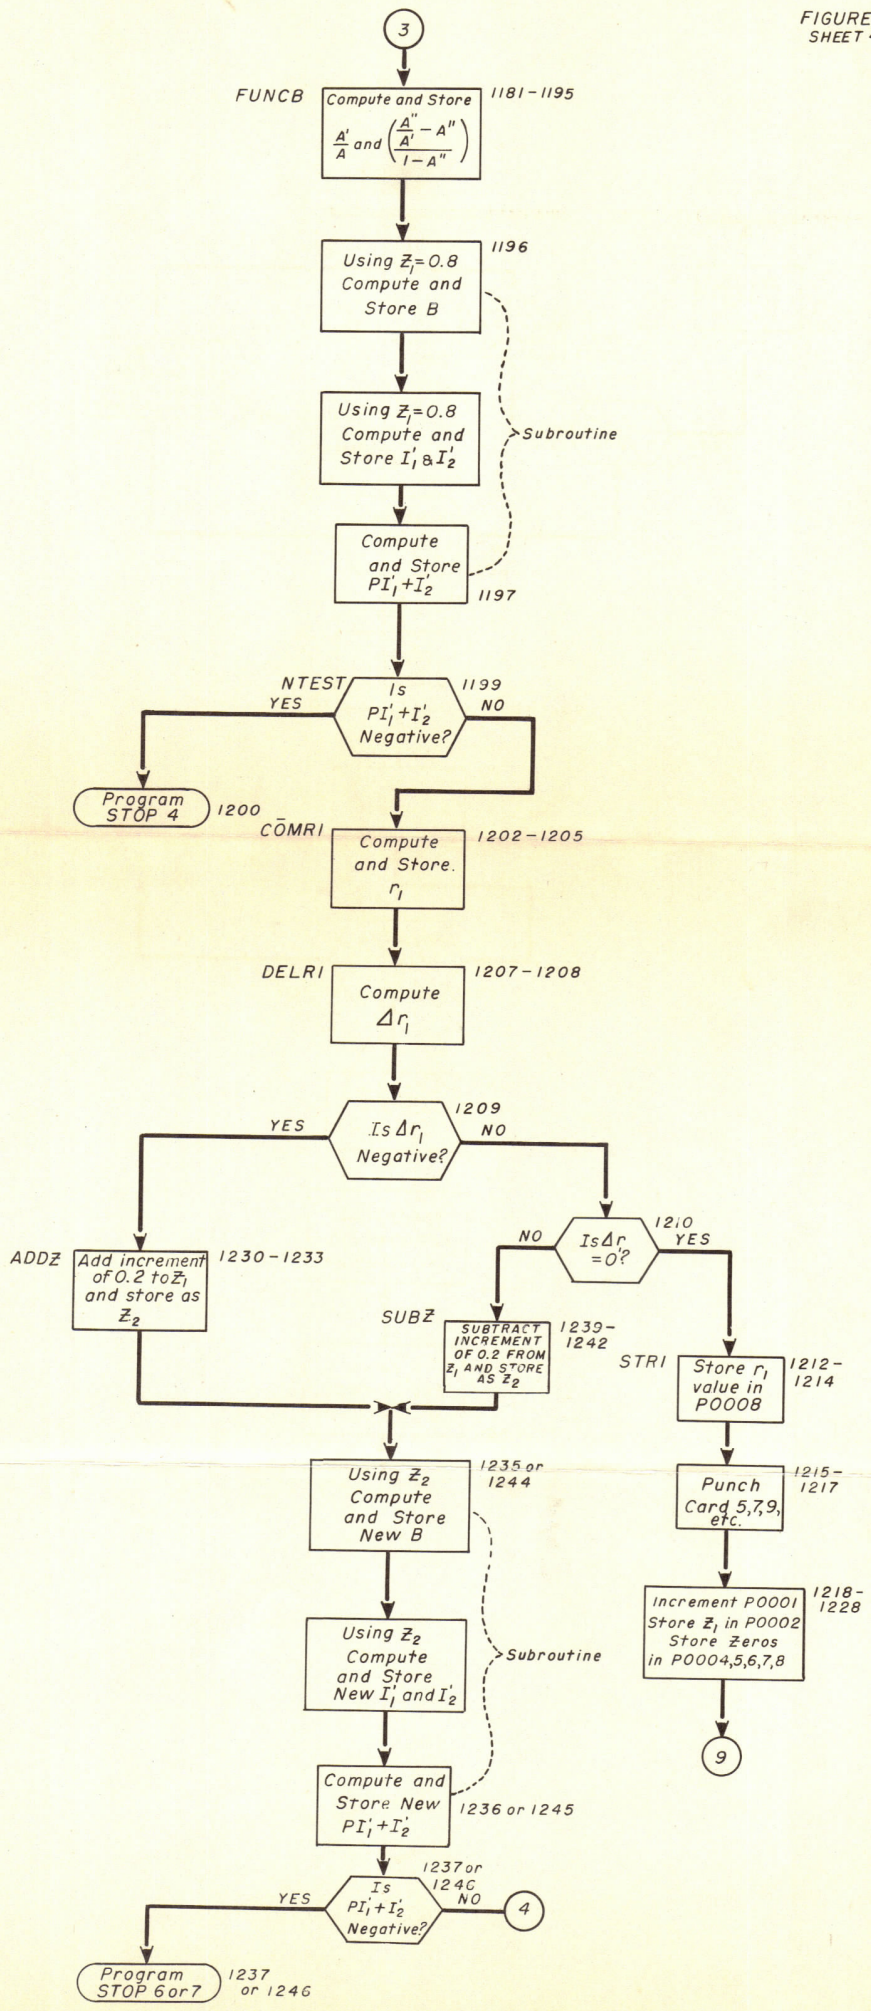 FIGURE
SHEET
3
FUNCB
1181-1195
Compute and Store
A'/A and ((A''/A' - A'')/(1 - A''))
1196
Using Z₁=0.8
Compute and
Store B
Using Z₁=0.8
Compute and
Store I'₁ & I'₂
Subroutine
Compute
and Store
PI'₁+I'₂
1197
NTEST
1199
Is
PI'₁+I'₂
Negative?
YES
NO
Program
STOP 4
1200
CŌMR1
1202-1205
Compute
and Store.
r₁
DELR1
1207-1208
Compute
Δr₁
1209
Is Δr₁
Negative?
YES
NO
1210
Is Δr₁
=0?
NO
YES
ADDZ
1230-1233
Add increment
of 0.2 to Z₁
and store as
Z₂
SUBZ
1239-
1242
SUBTRACT
INCREMENT
OF 0.2 FROM
Z₁ AND STORE
AS Z₂
STR1
1212-
1214
Store r₁
value in
P0008
1235 or
1244
Using Z₂
Compute
and Store
New B
1215-
1217
Punch
Card 5,7,9,
etc.
1218-
1228
Increment P0001
Store Z₁ in P0002
Store Zeros
in P0004,5,6,7,8
Using Z₂
Compute
and Store
New I'₁ and I'₂
Subroutine
9
Compute and
Store New
PI'₁+I'₂
1236 or 1245
1237 or
1246
Is
PI'₁+I'₂
Negative?
YES
NO
4
Program
STOP 6 or 7
1237
or 1246